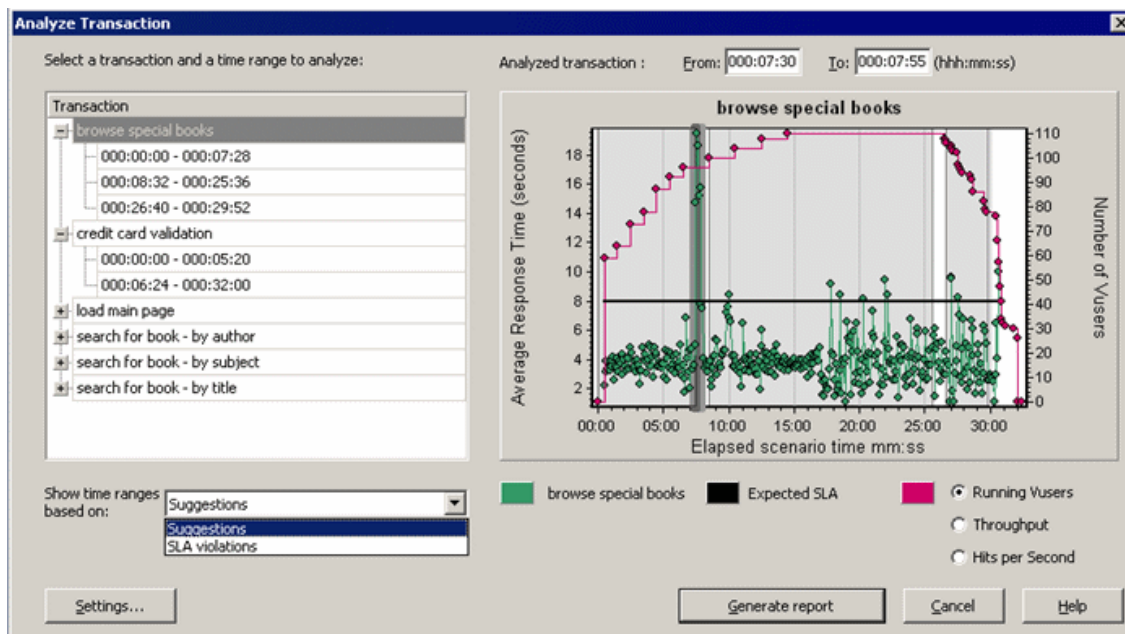 Analyze Transaction
Select a transaction and a time range to analyze:
Analyzed transaction : From: 000:07:30 To: 000:07:55 (hhh:mm:ss)
Transaction
browse special books
000:00:00 - 000:07:28
000:08:32 - 000:25:36
000:26:40 - 000:29:52
credit card validation
000:00:00 - 000:05:20
000:06:24 - 000:32:00
load main page
search for book - by author
search for book - by subject
search for book - by title
Show time ranges
based on:
Suggestions
Suggestions
SLA violations
browse special books
Average Response Time (seconds)
18
16
14
12
10
8
6
4
2
110
100
90
80
70
60
50
40
30
20
10
0
Number of Vusers
00:00 05:00 10:00 15:00 20:00 25:00 30:00
Elapsed scenario time mm:ss
browse special books Expected SLA Running Vusers
Throughput
Hits per Second
Settings... Generate report Cancel Help